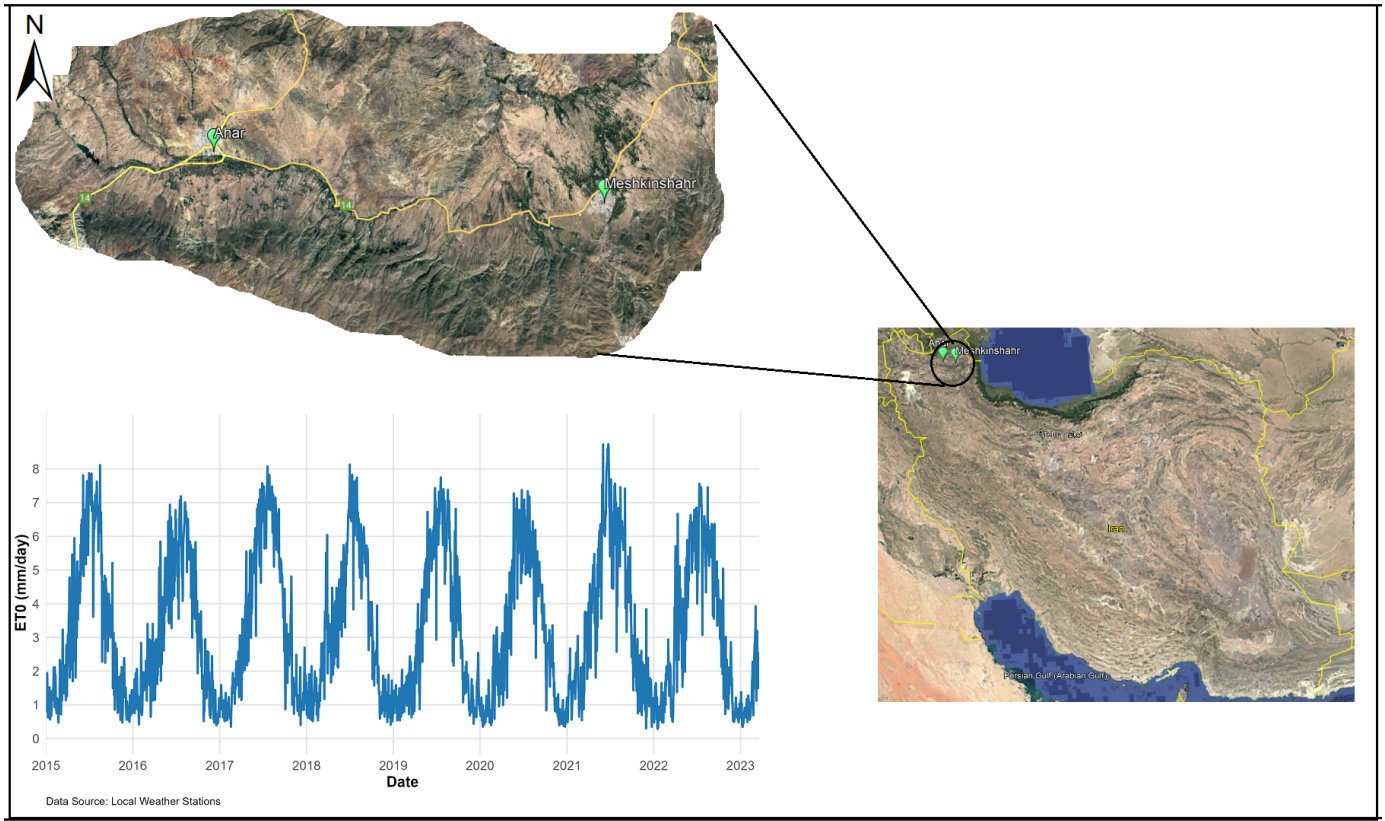 N
Ahar
Meshkinshahr
14
14
Meshkinshahr
Iran
Persian Gulf (Arabian Gulf)
ET0 (mm/day)
8
7
6
5
4
3
2
1
0
2015 2016 2017 2018 2019 2020 2021 2022 2023
Date
Data Source: Local Weather Stations